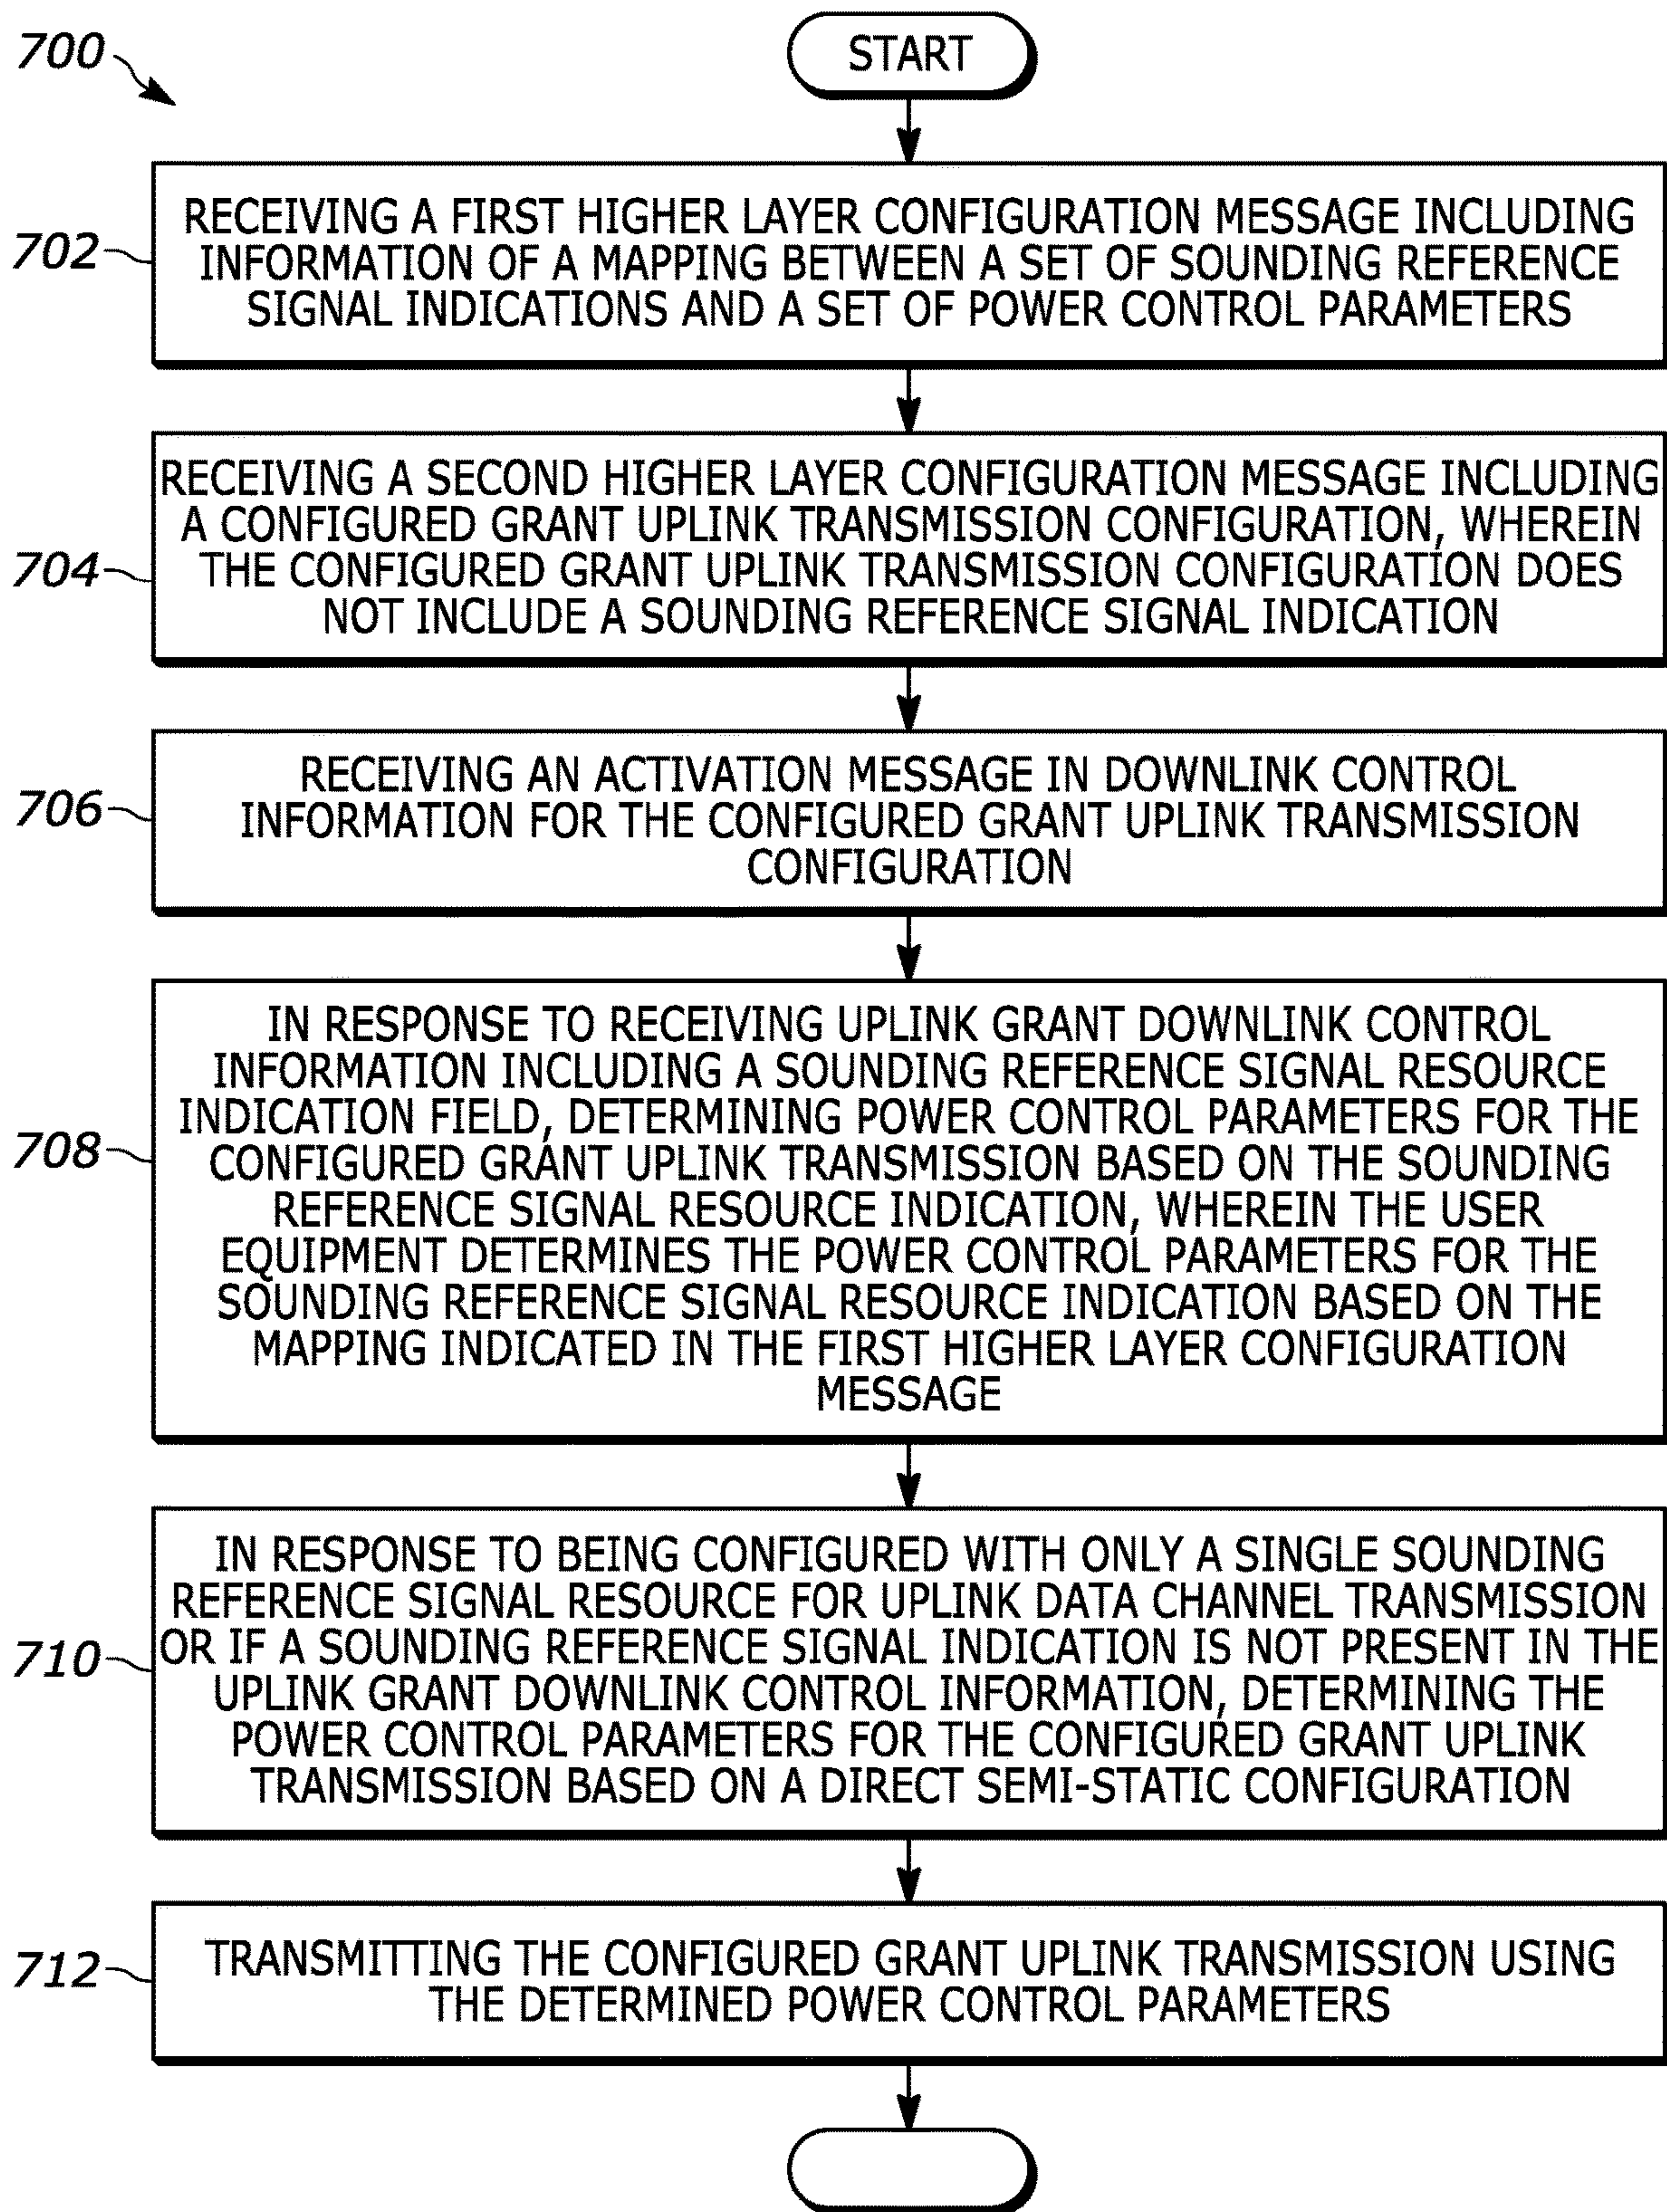 700
START
702
RECEIVING A FIRST HIGHER LAYER CONFIGURATION MESSAGE INCLUDING
INFORMATION OF A MAPPING BETWEEN A SET OF SOUNDING REFERENCE
SIGNAL INDICATIONS AND A SET OF POWER CONTROL PARAMETERS
704
RECEIVING A SECOND HIGHER LAYER CONFIGURATION MESSAGE INCLUDING
A CONFIGURED GRANT UPLINK TRANSMISSION CONFIGURATION, WHEREIN
THE CONFIGURED GRANT UPLINK TRANSMISSION CONFIGURATION DOES
NOT INCLUDE A SOUNDING REFERENCE SIGNAL INDICATION
706
RECEIVING AN ACTIVATION MESSAGE IN DOWNLINK CONTROL
INFORMATION FOR THE CONFIGURED GRANT UPLINK TRANSMISSION
CONFIGURATION
708
IN RESPONSE TO RECEIVING UPLINK GRANT DOWNLINK CONTROL
INFORMATION INCLUDING A SOUNDING REFERENCE SIGNAL RESOURCE
INDICATION FIELD, DETERMINING POWER CONTROL PARAMETERS FOR THE
CONFIGURED GRANT UPLINK TRANSMISSION BASED ON THE SOUNDING
REFERENCE SIGNAL RESOURCE INDICATION, WHEREIN THE USER
EQUIPMENT DETERMINES THE POWER CONTROL PARAMETERS FOR THE
SOUNDING REFERENCE SIGNAL RESOURCE INDICATION BASED ON THE
MAPPING INDICATED IN THE FIRST HIGHER LAYER CONFIGURATION
MESSAGE
710
IN RESPONSE TO BEING CONFIGURED WITH ONLY A SINGLE SOUNDING
REFERENCE SIGNAL RESOURCE FOR UPLINK DATA CHANNEL TRANSMISSION
OR IF A SOUNDING REFERENCE SIGNAL INDICATION IS NOT PRESENT IN THE
UPLINK GRANT DOWNLINK CONTROL INFORMATION, DETERMINING THE
POWER CONTROL PARAMETERS FOR THE CONFIGURED GRANT UPLINK
TRANSMISSION BASED ON A DIRECT SEMI-STATIC CONFIGURATION
712
TRANSMITTING THE CONFIGURED GRANT UPLINK TRANSMISSION USING
THE DETERMINED POWER CONTROL PARAMETERS